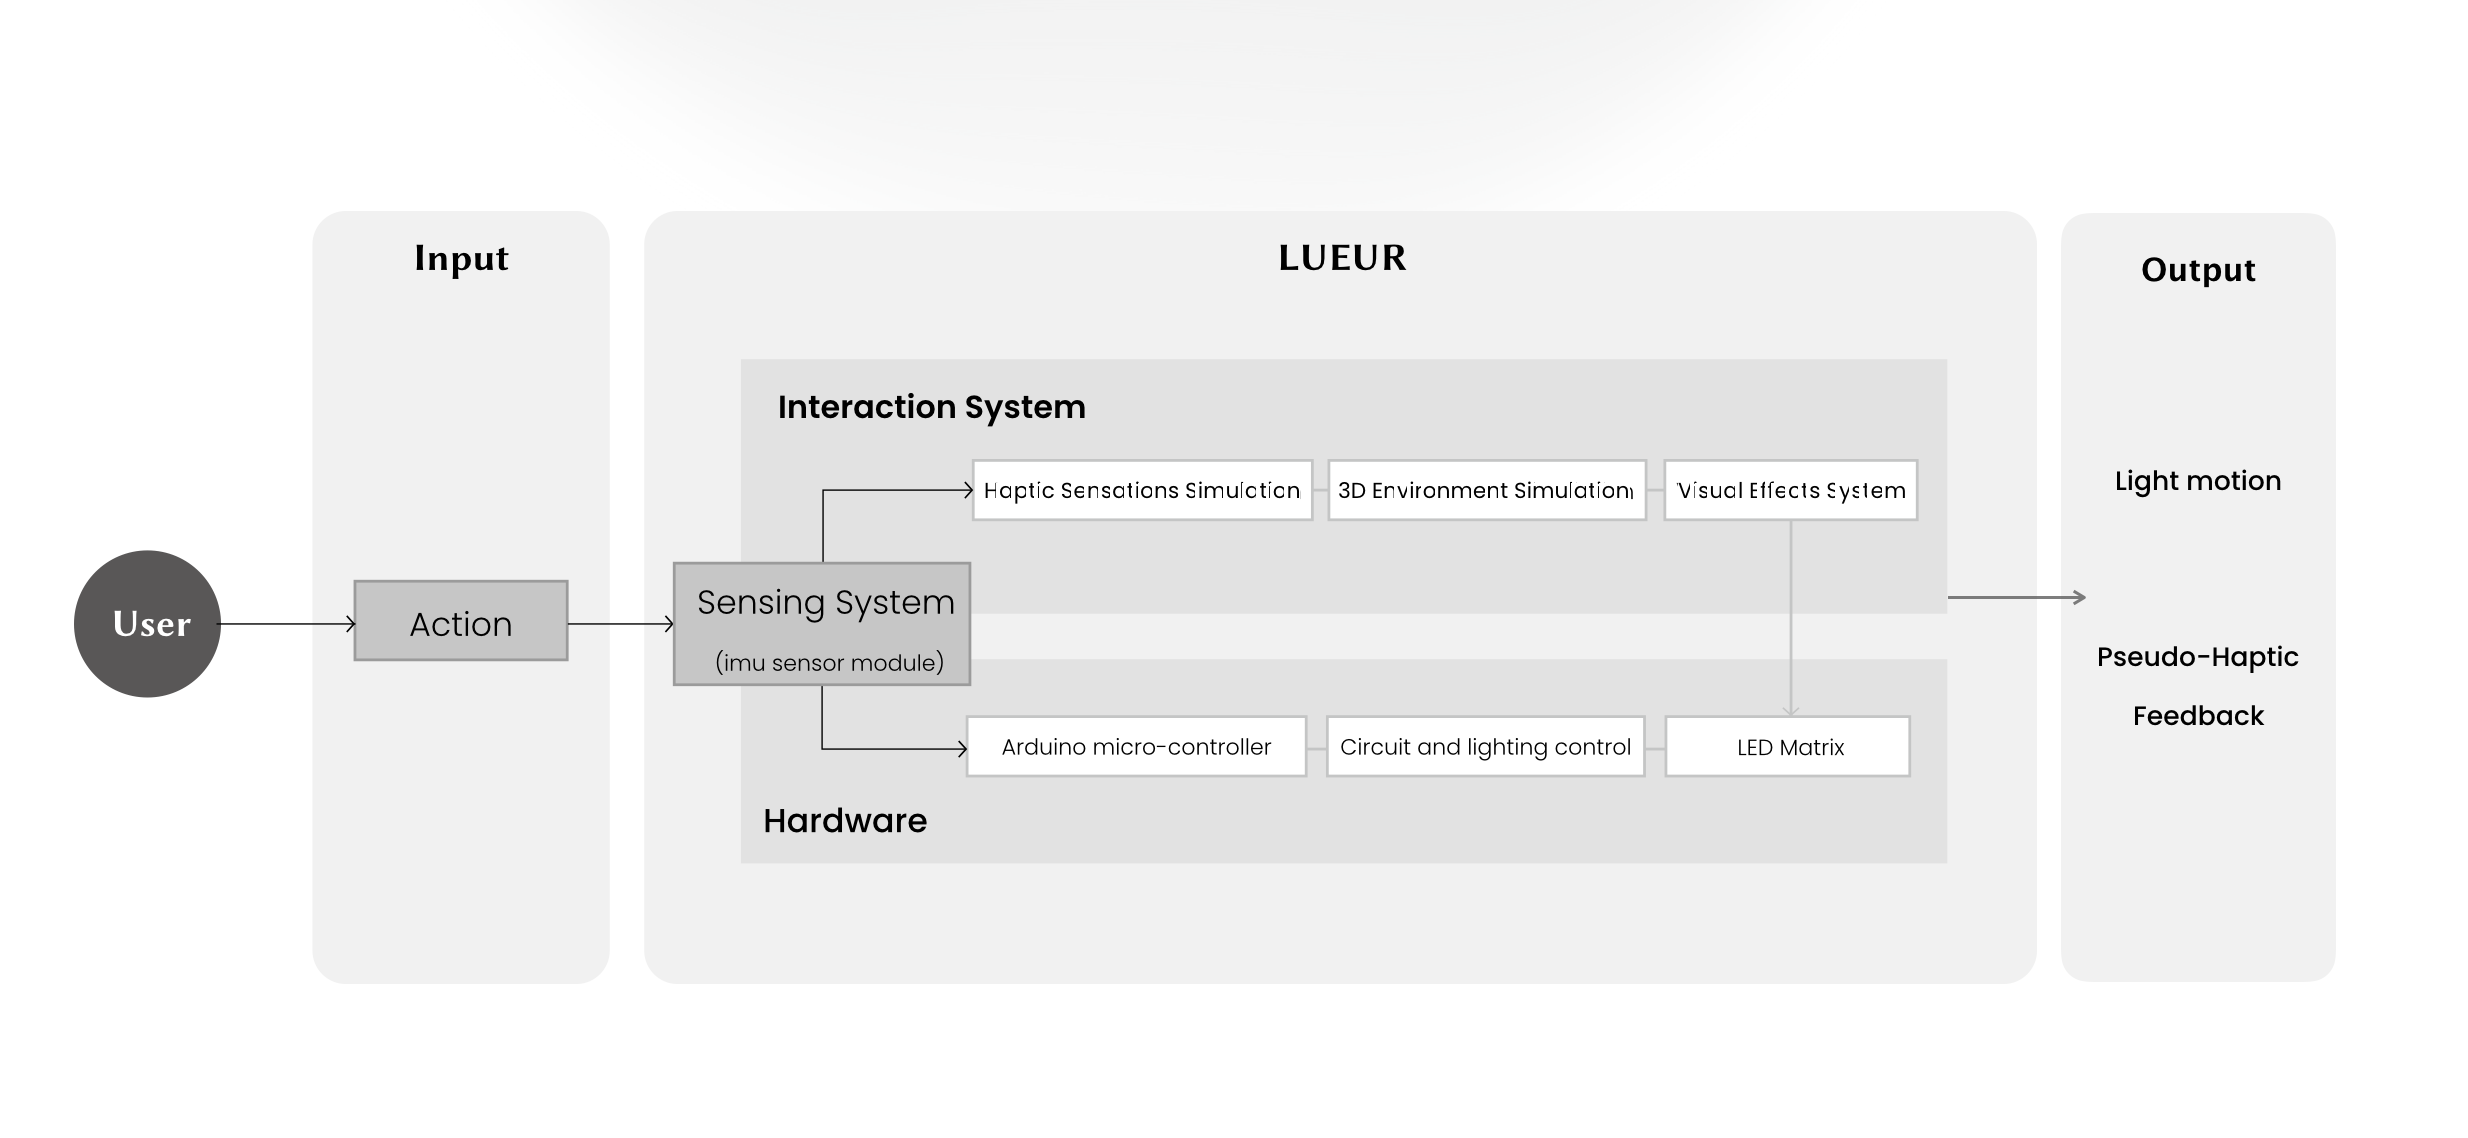 Input
LUEUR
Output
Interaction System
Haptic Sensations Simulation
3D Environment Simulation
Visual Effects System
Light motion
User
Action
Sensing System
(imu sensor module)
Pseudo-Haptic
Feedback
Arduino micro-controller
Circuit and lighting control
LED Matrix
Hardware